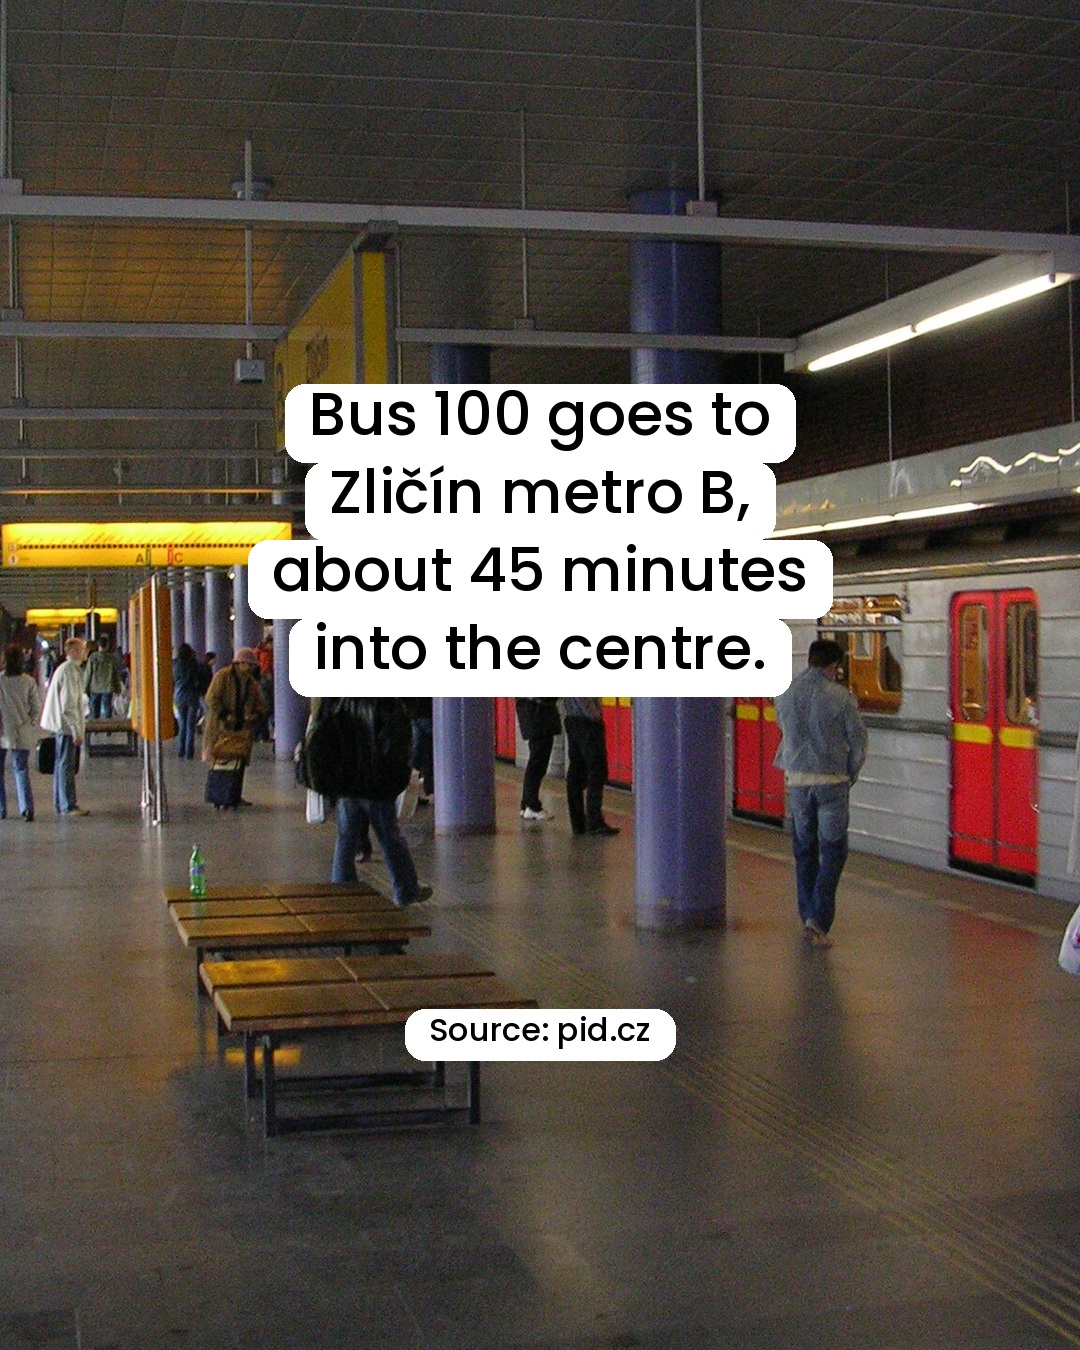 Bus 100 goes to
Zličín metro B,
about 45 minutes
into the centre.
Source: pid.cz